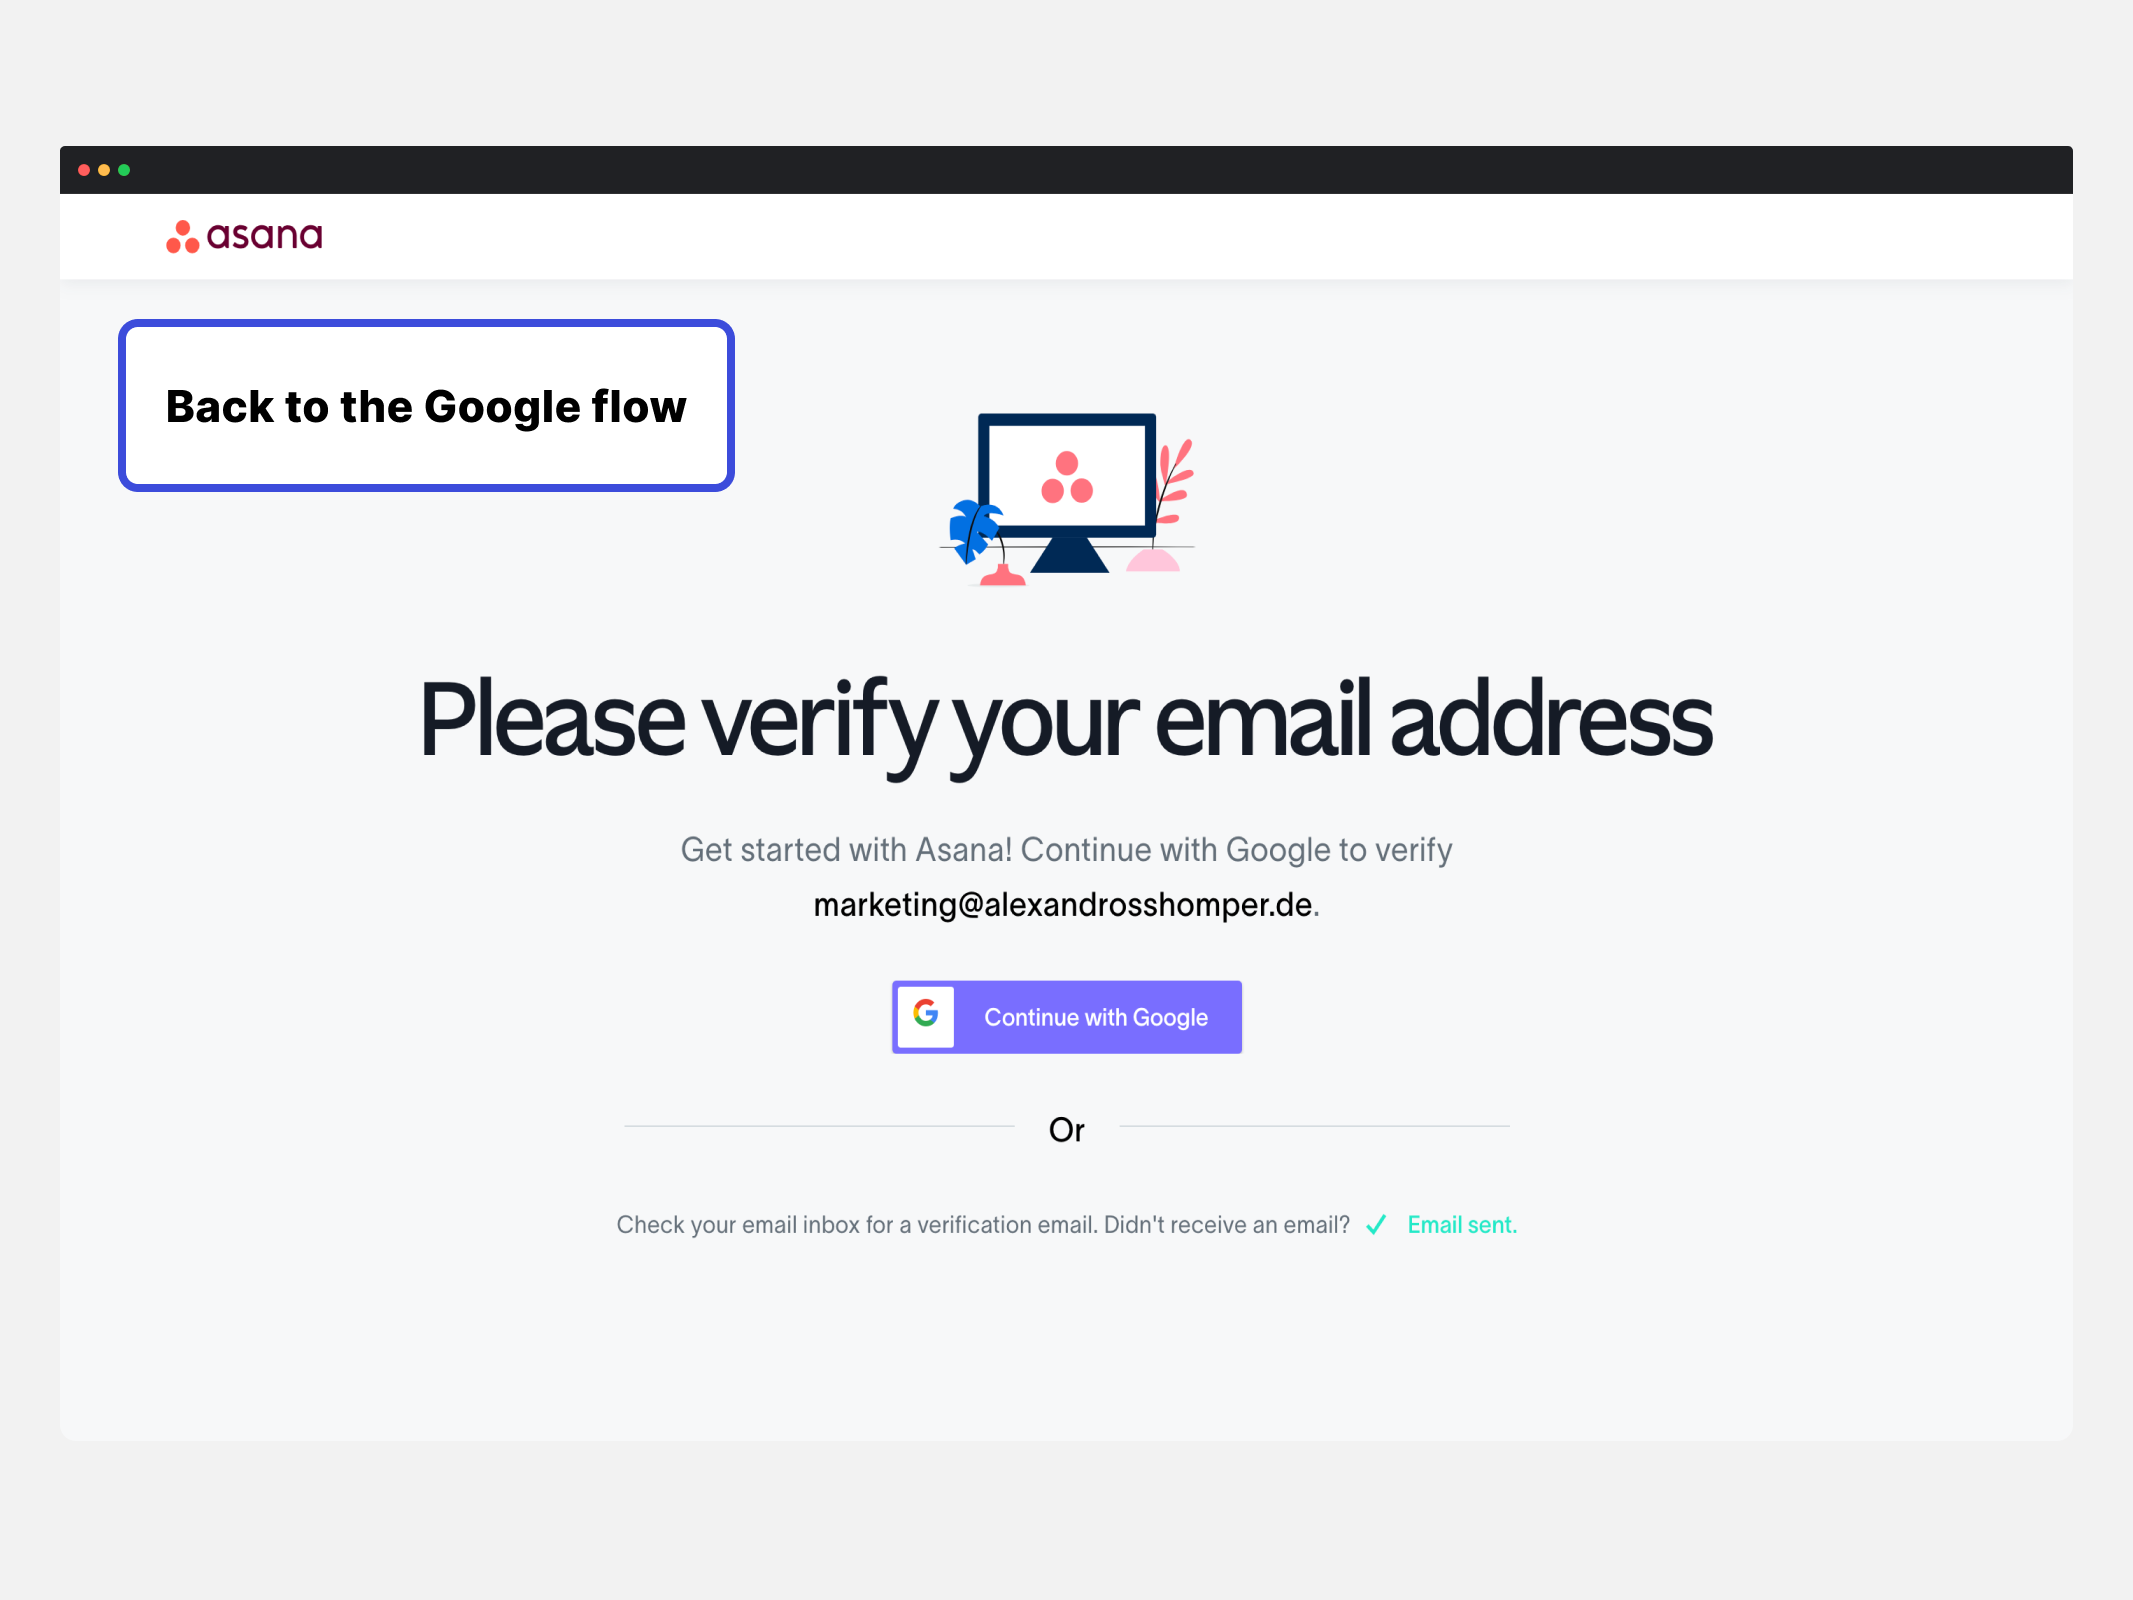 asana
Back to the Google flow
Please verify your email address
Get started with Asana! Continue with Google to verify
marketing@alexandrosshomper.de.
Continue with Google
Or
Check your email inbox for a verification email. Didn't receive an email? ✓ Email sent.